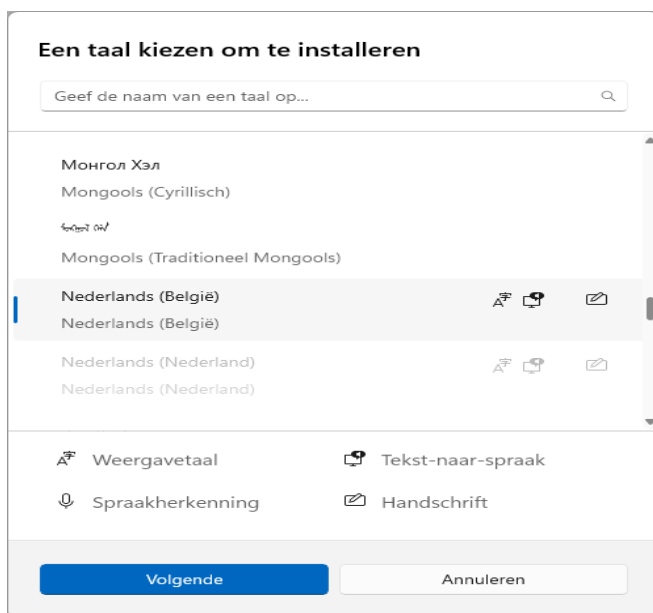 Een taal kiezen om te installeren
Geef de naam van een taal op...
Монгол Хэл
Mongools (Cyrillisch)
Mongools (Traditioneel Mongools)
Nederlands (België)
Nederlands (België)
Nederlands (Nederland)
Nederlands (Nederland)
Weergavetaal
Tekst-naar-spraak
Spraakherkenning
Handschrift
Volgende
Annuleren